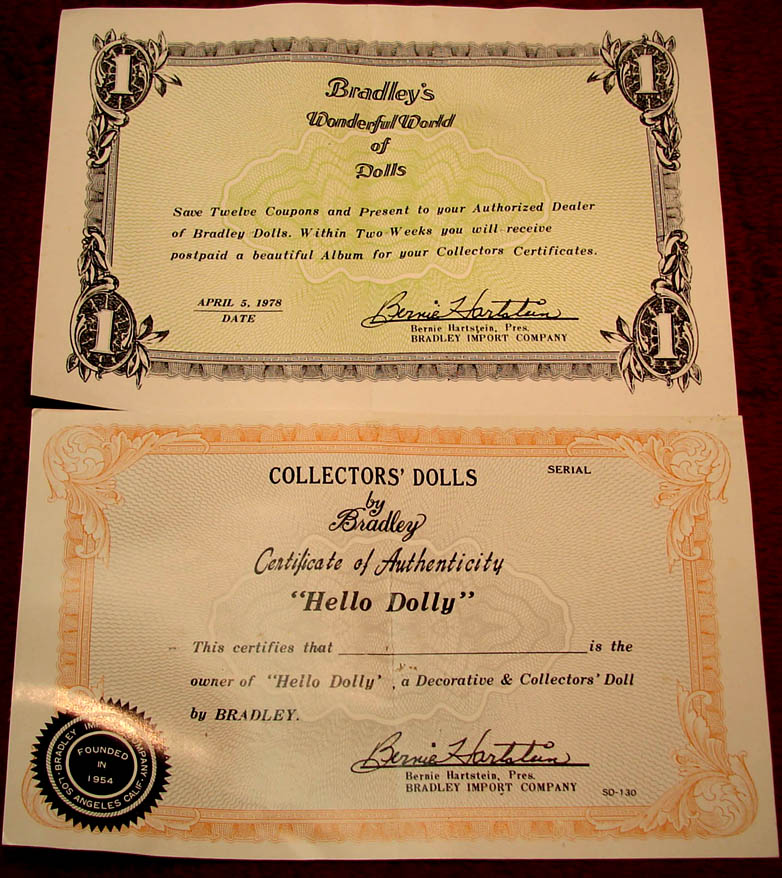 1 1
Bradley's
Wonderful World
of
Dolls
Save Twelve Coupons and Present to your Authorized Dealer
of Bradley Dolls. Within Two Weeks you will receive
postpaid a beautiful Album for your Collectors Certificates.
APRIL 5, 1978
DATE
Bernie Hartstein
Bernie Hartstein, Pres.
BRADLEY IMPORT COMPANY
1 1
COLLECTORS' DOLLS
SERIAL
by
Bradley
Certificate of Authenticity
"Hello Dolly"
This certifies that is the
owner of "Hello Dolly' , a Decorative & Collectors' Doll
by BRADLEY.
BRADLEY IMPORT COMPANY
LOS ANGELES CALIF.
FOUNDED
IN
1954
Bernie Hartstein
Bernie Hartstein, Pres.
BRADLEY IMPORT COMPANY
SD-130